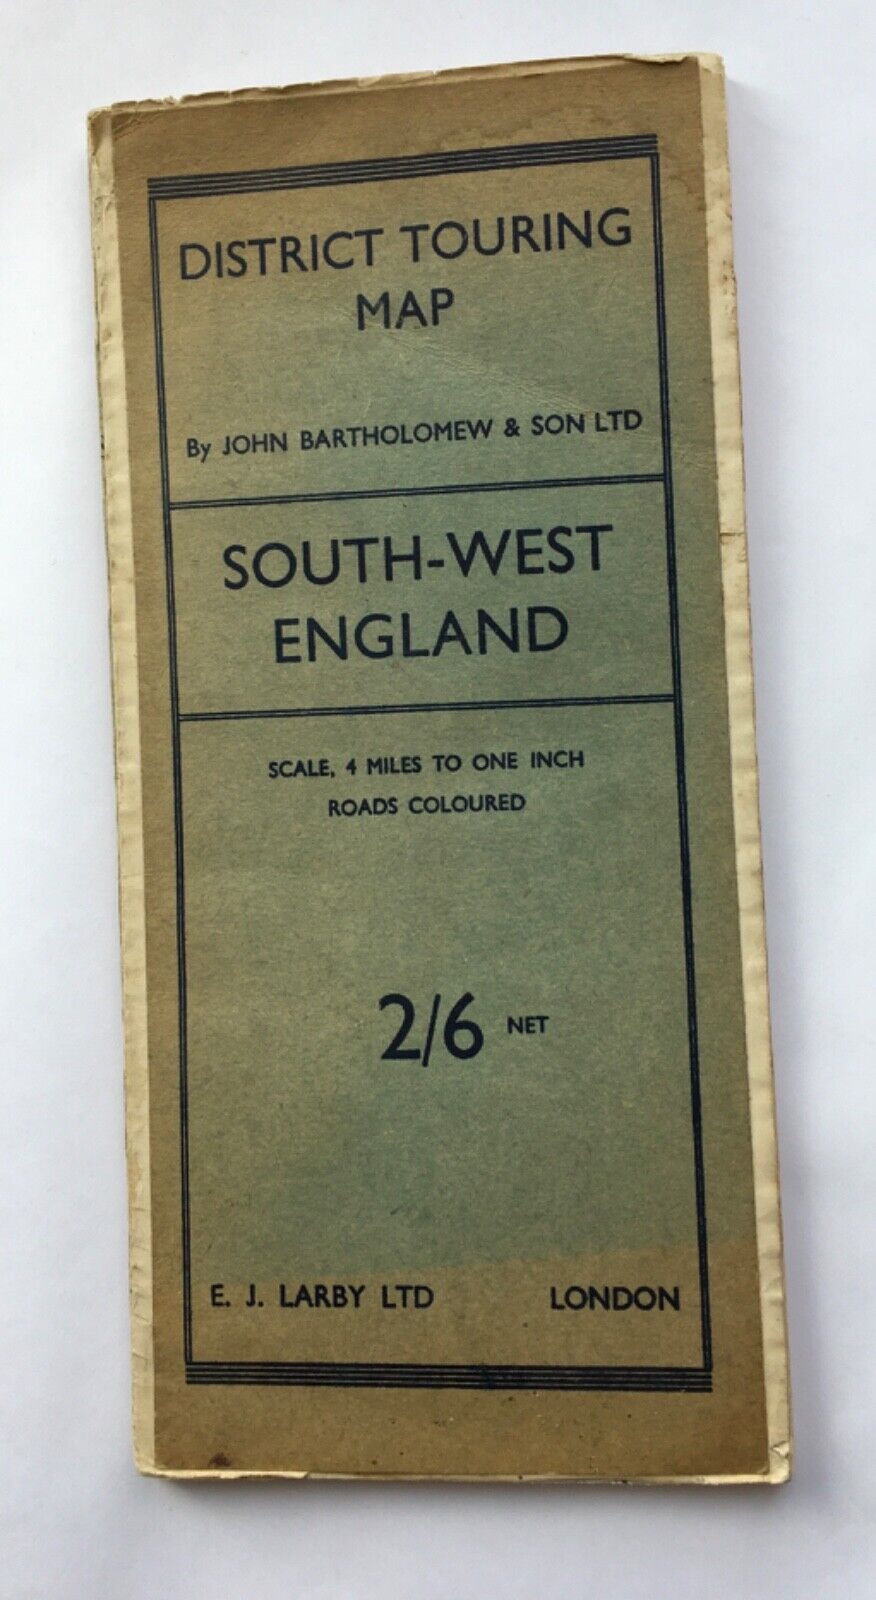 DISTRICT TOURING
MAP
By JOHN BARTHOLOMEW & SON LTD
SOUTH-WEST
ENGLAND
SCALE, 4 MILES TO ONE INCH
ROADS COLOURED
2/6 NET
E. J. LARBY LTD LONDON